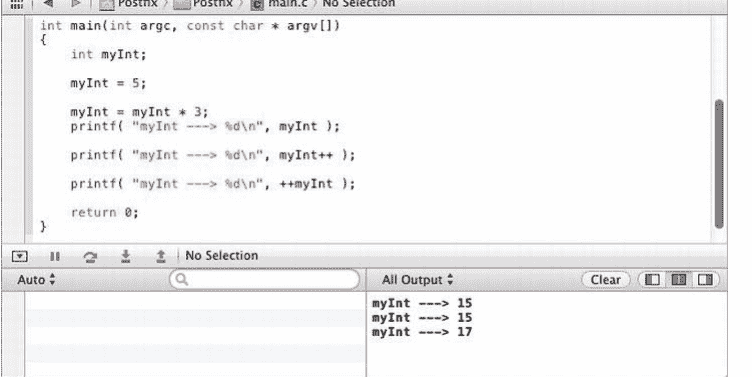 Postfix Postfix main.c No Selection
int main(int argc, const char * argv[])
{
int myInt;
myInt = 5;
myInt = myInt * 3;
printf( "myInt ---> %d\n", myInt );
printf( "myInt ---> %d\n", myInt++ );
printf( "myInt ---> %d\n", ++myInt );
return 0;
}
No Selection
Auto All Output Clear
myInt ---> 15
myInt ---> 15
myInt ---> 17